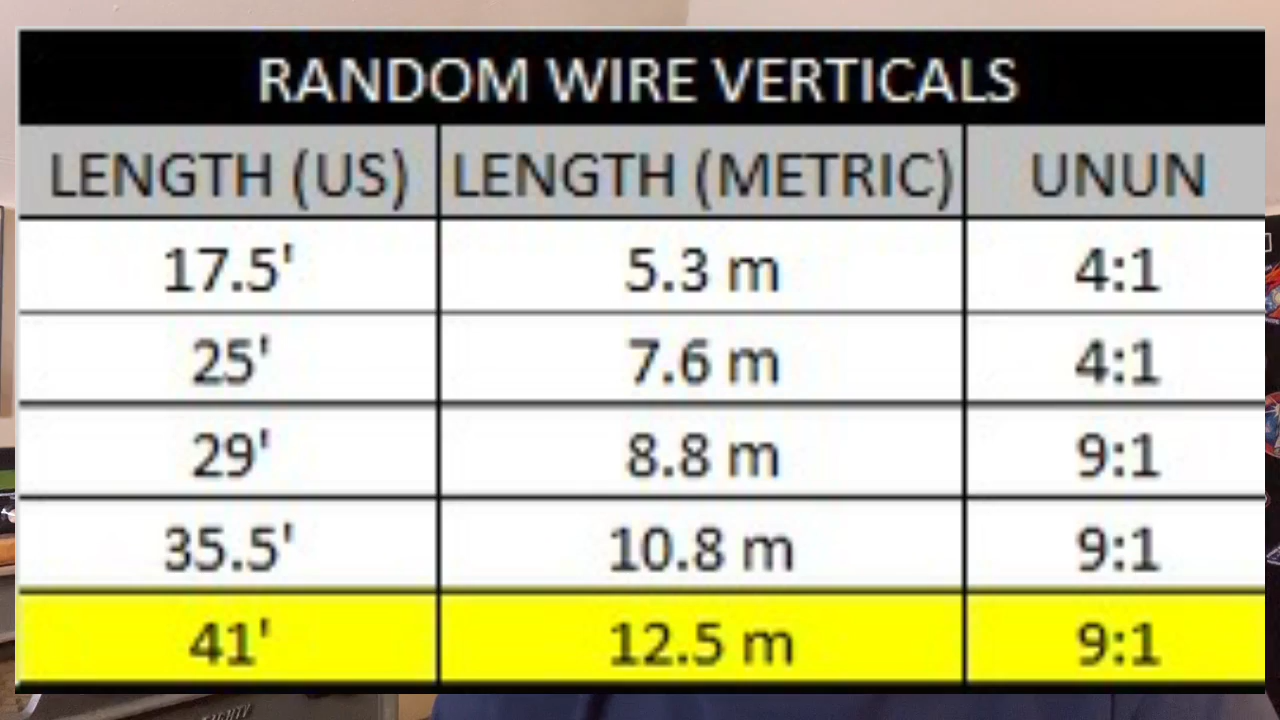 RANDOM WIRE VERTICALS
LENGTH (US) LENGTH (METRIC) UNUN
17.5' 5.3 m 4:1
25' 7.6 m 4:1
29' 8.8 m 9:1
35.5' 10.8 m 9:1
41' 12.5 m 9:1